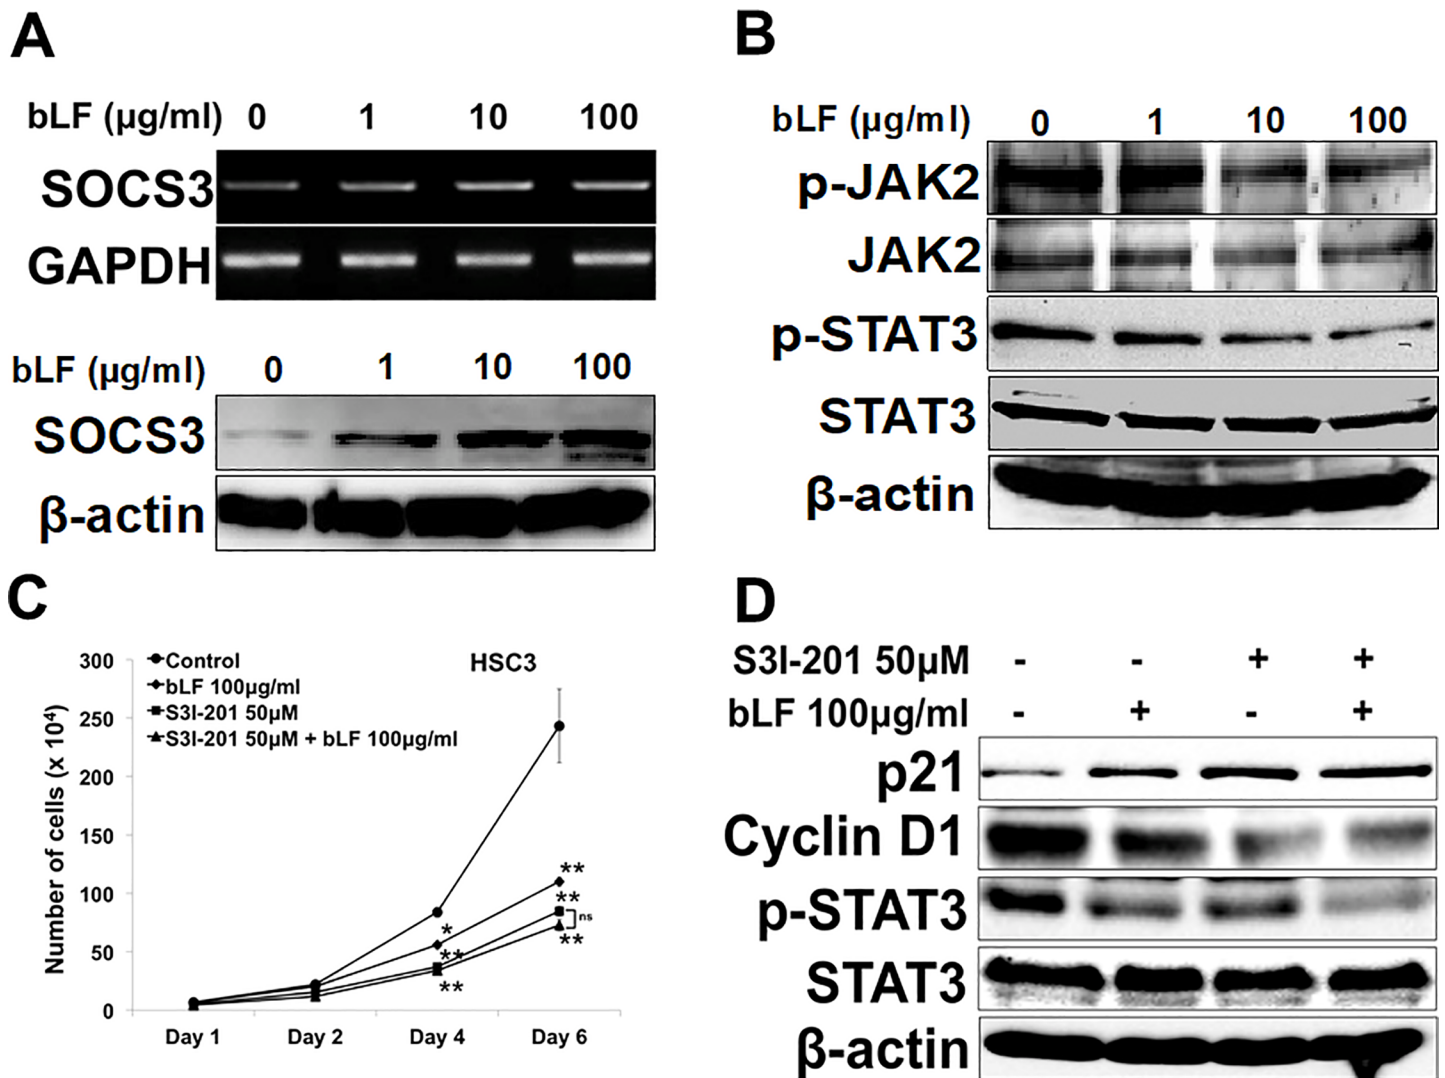 A
bLF (µg/ml) 0 1 10 100
SOCS3
GAPDH
bLF (µg/ml) 0 1 10 100
SOCS3
β-actin
B
bLF (µg/ml) 0 1 10 100
p-JAK2
JAK2
p-STAT3
STAT3
β-actin
C
HSC3
Control
bLF 100µg/ml
S3I-201 50µM
S3I-201 50µM + bLF 100µg/ml
Number of cells (x 10⁴)
300
250
200
150
100
50
0
*
**
**
**
**
ns
**
Day 1 Day 2 Day 4 Day 6
D
S3I-201 50µM - - + +
bLF 100µg/ml - + - +
p21
Cyclin D1
p-STAT3
STAT3
β-actin